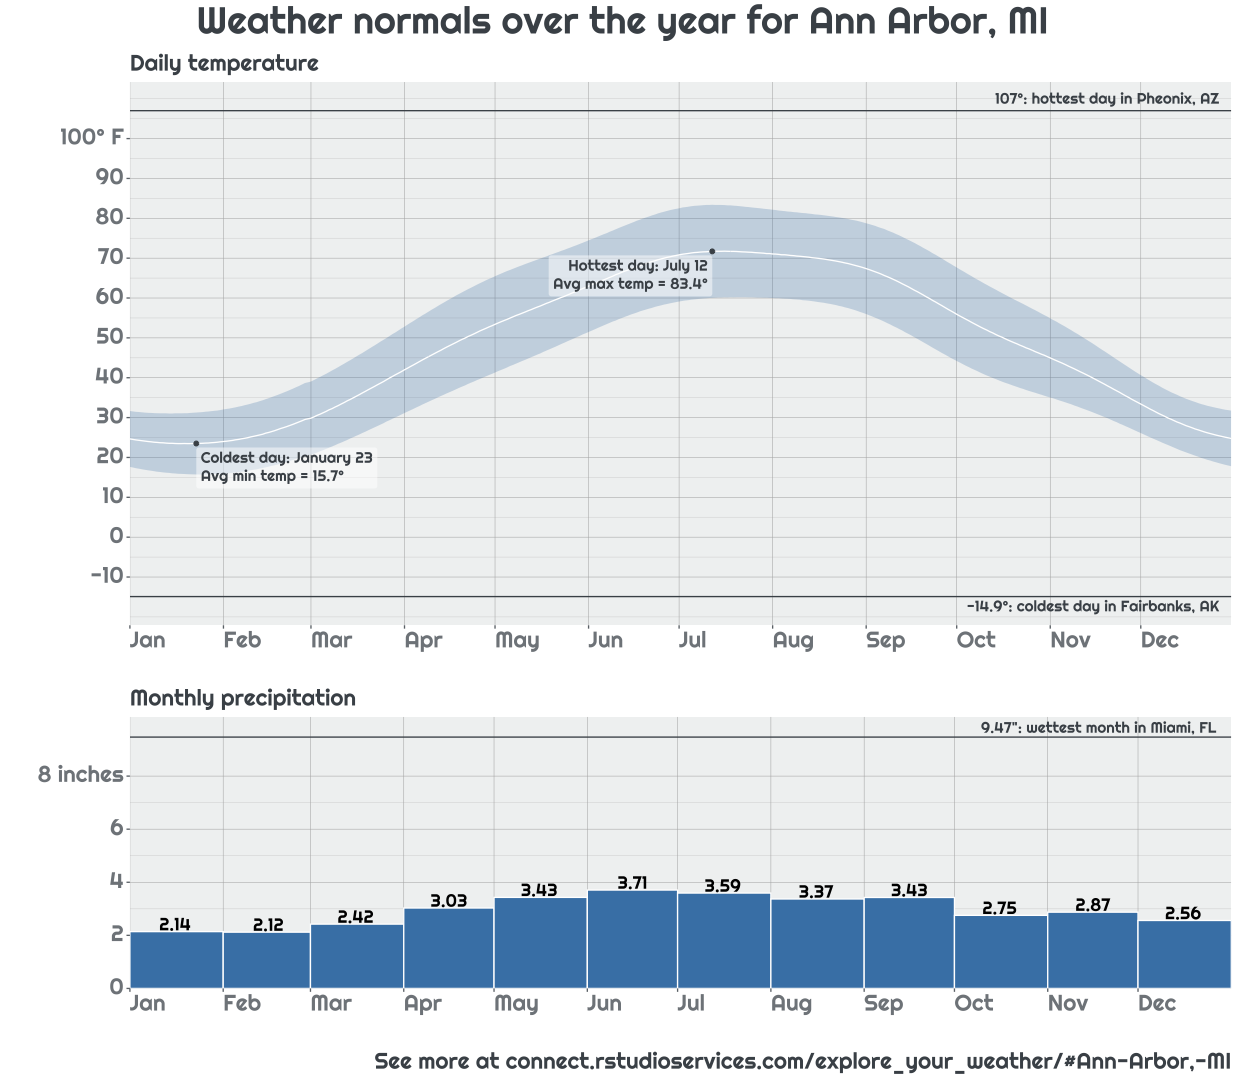 Weather normals over the year for Ann Arbor, MI
Daily temperature
107°: hottest day in Pheonix, AZ
100° F
90
80
70
60
50
40
30
20
10
0
-10
Hottest day: July 12
Avg max temp = 83.4°
Coldest day: January 23
Avg min temp = 15.7°
-14.9°: coldest day in Fairbanks, AK
Jan Feb Mar Apr May Jun Jul Aug Sep Oct Nov Dec
Monthly precipitation
9.47": wettest month in Miami, FL
8 inches
6
4
2
0
2.14 2.12 2.42 3.03 3.43 3.71 3.59 3.37 3.43 2.75 2.87 2.56
Jan Feb Mar Apr May Jun Jul Aug Sep Oct Nov Dec
See more at connect.rstudioservices.com/explore_your_weather/#Ann-Arbor,-MI